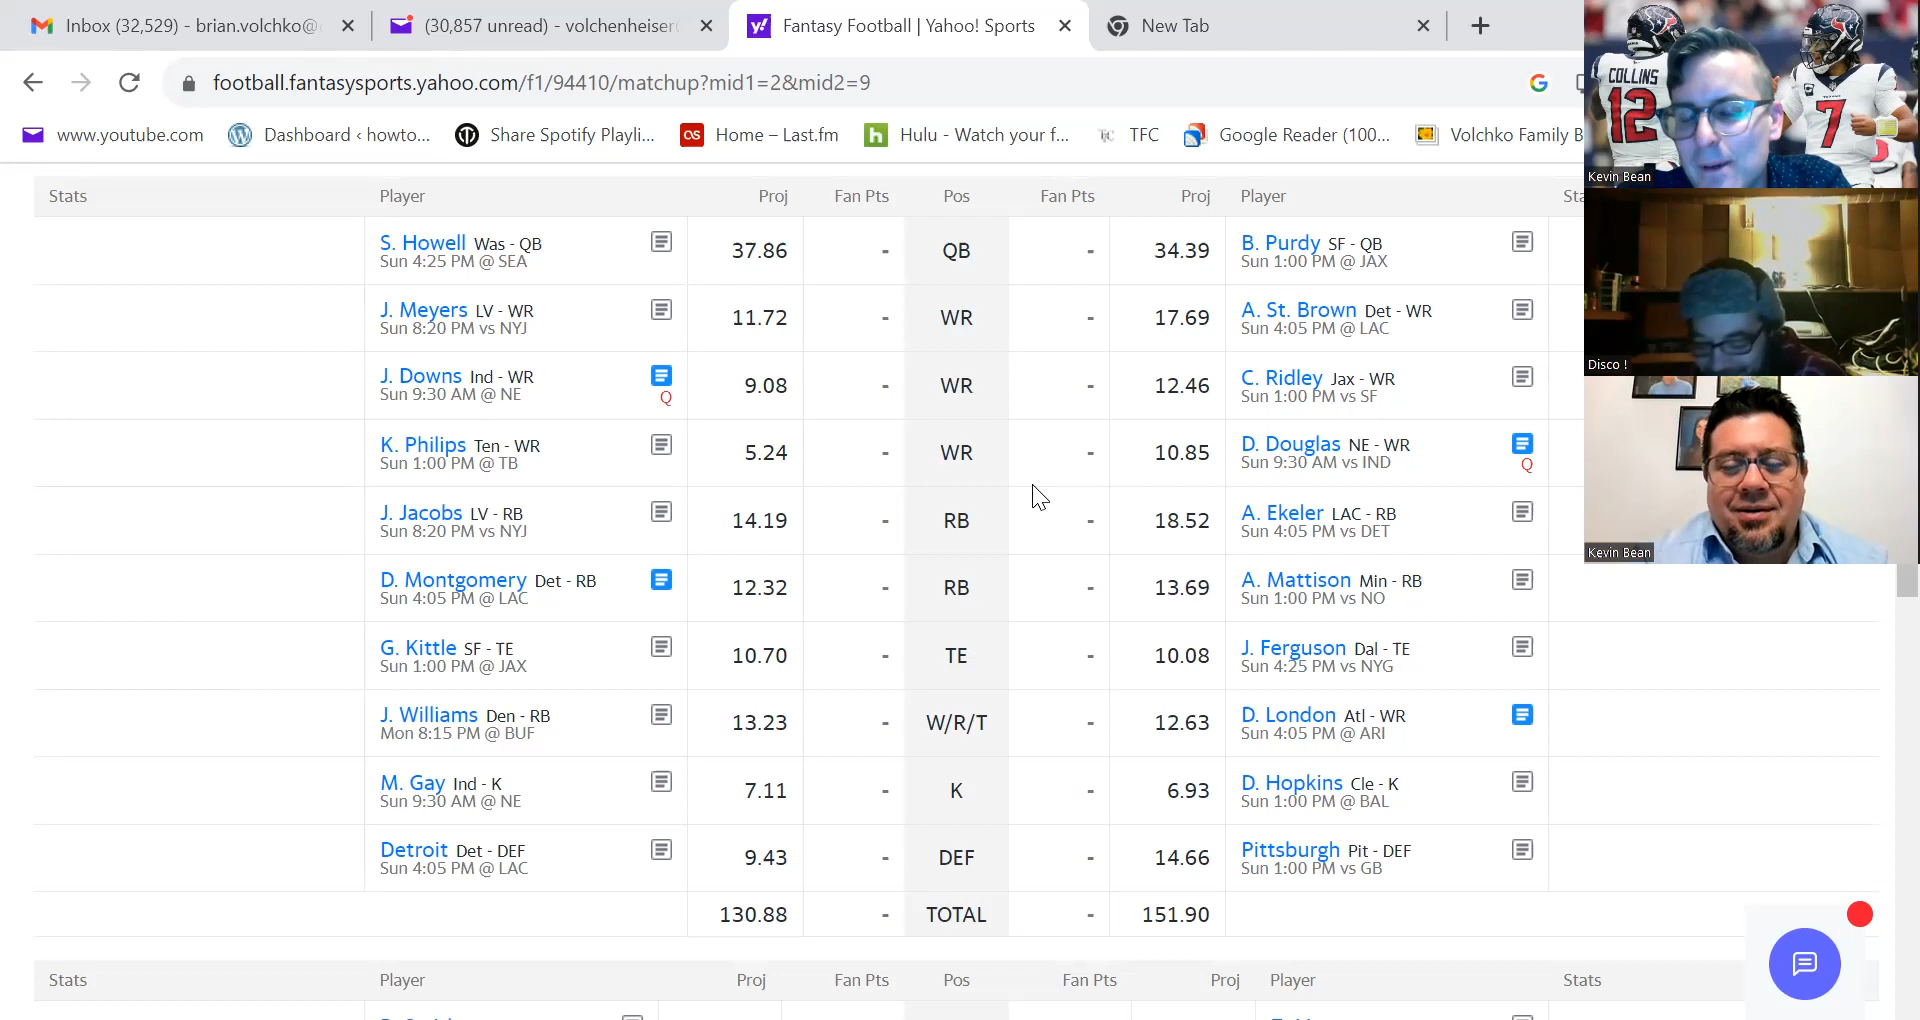 Inbox (32,529) - brian.volchko@
(30,857 unread) - volchenheiser
Fantasy Football | Yahoo! Sports
New Tab
football.fantasysports.yahoo.com/f1/94410/matchup?mid1=2&mid2=9
www.youtube.com
Dashboard ‹ howto...
Share Spotify Playli...
Home – Last.fm
Hulu - Watch your f...
TFC
Google Reader (100...
Volchko Family B
COLLINS
12
7
Kevin Bean
Disco !
Kevin Bean
Stats Player Proj Fan Pts Pos Fan Pts Proj Player Sta
S. Howell Was - QB 37.86 - QB - 34.39 B. Purdy SF - QB
Sun 4:25 PM @ SEA Sun 1:00 PM @ JAX
J. Meyers LV - WR 11.72 - WR - 17.69 A. St. Brown Det - WR
Sun 8:20 PM vs NYJ Sun 4:05 PM @ LAC
J. Downs Ind - WR 9.08 - WR - 12.46 C. Ridley Jax - WR
Sun 9:30 AM @ NE Q Sun 1:00 PM vs SF
K. Philips Ten - WR 5.24 - WR - 10.85 D. Douglas NE - WR
Sun 1:00 PM @ TB Sun 9:30 AM vs IND Q
J. Jacobs LV - RB 14.19 - RB - 18.52 A. Ekeler LAC - RB
Sun 8:20 PM vs NYJ Sun 4:05 PM vs DET
D. Montgomery Det - RB 12.32 - RB - 13.69 A. Mattison Min - RB
Sun 4:05 PM @ LAC Sun 1:00 PM vs NO
G. Kittle SF - TE 10.70 - TE - 10.08 J. Ferguson Dal - TE
Sun 1:00 PM @ JAX Sun 4:25 PM vs NYG
J. Williams Den - RB 13.23 - W/R/T - 12.63 D. London Atl - WR
Mon 8:15 PM @ BUF Sun 4:05 PM @ ARI
M. Gay Ind - K 7.11 - K - 6.93 D. Hopkins Cle - K
Sun 9:30 AM @ NE Sun 1:00 PM @ BAL
Detroit Det - DEF 9.43 - DEF - 14.66 Pittsburgh Pit - DEF
Sun 4:05 PM @ LAC Sun 1:00 PM vs GB
130.88 - TOTAL - 151.90
Stats Player Proj Fan Pts Pos Fan Pts Proj Player Stats